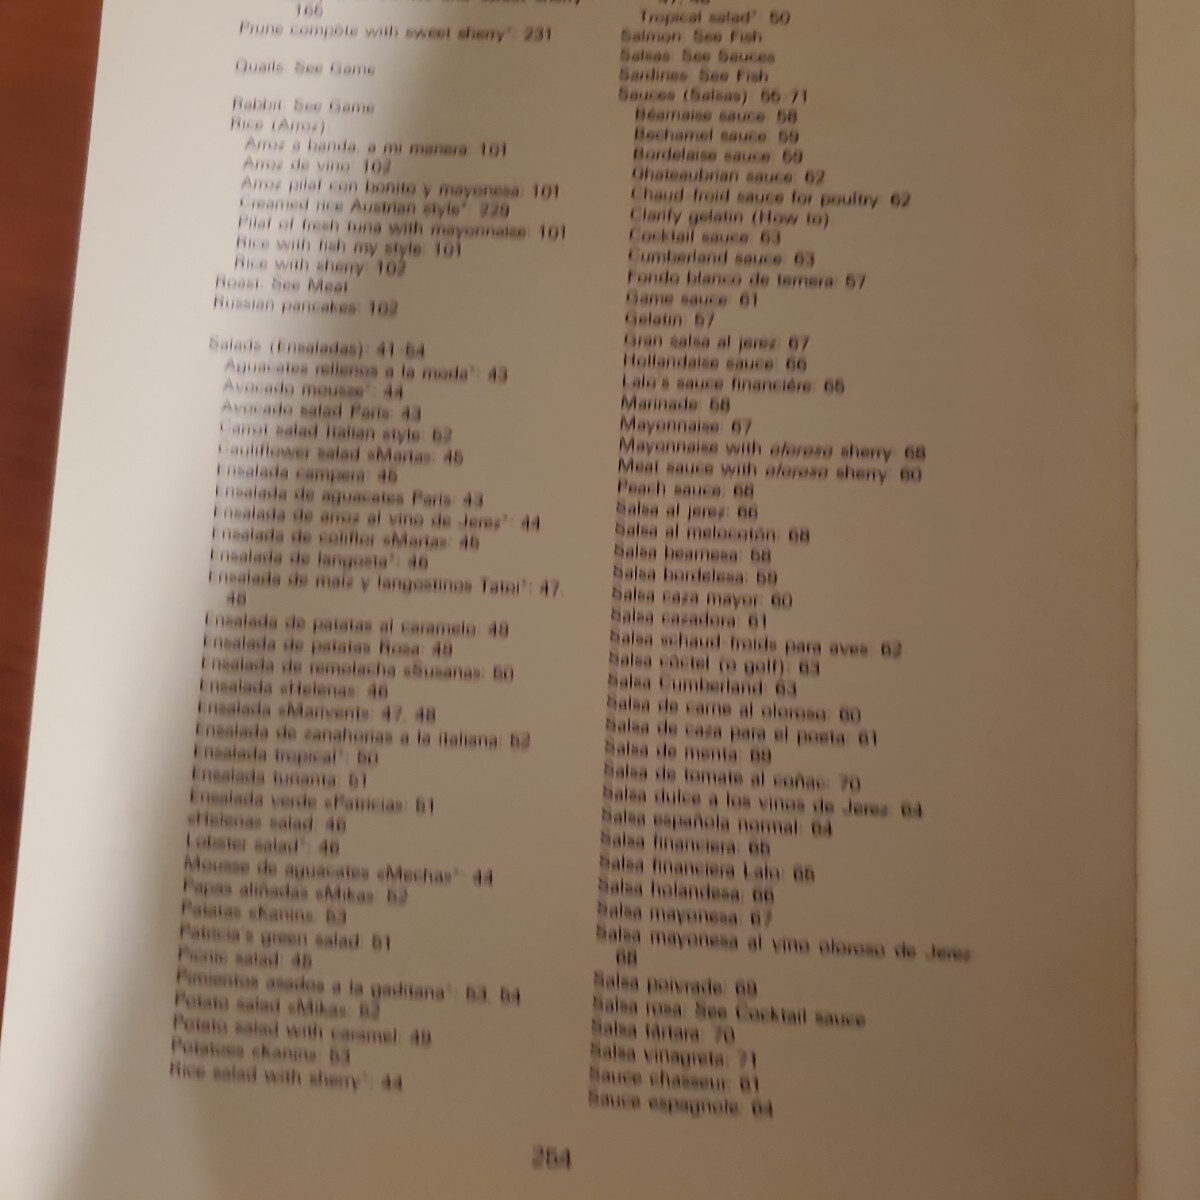 166
Prune compôte with sweet sherry*: 231
Quails: See Game
Rabbit: See Game
Rice (Arroz)
Arroz a banda, a mi manera: 101
Arroz de vino: 102
Arroz pilaf con bonito y mayonesa: 101
Creamed rice Austrian style*: 229
Pilaf of fresh tuna with mayonnaise: 101
Rice with fish my style: 101
Rice with sherry: 102
Roast: See Meat
Russian pancakes: 102
Salads (Ensaladas): 41-54
Aguacates rellenos a la moda*: 43
Avocado mousse*: 44
Avocado salad Paris: 43
Carrot salad Italian style: 52
Cauliflower salad «Marta»: 45
Ensalada campera: 45
Ensalada de aguacates Paris: 43
Ensalada de arroz al vino de Jerez*: 44
Ensalada de coliflor «Marta»: 45
Ensalada de langosta*: 46
Ensalada de maíz y langostinos Tatoi*: 47,
48
Ensalada de patatas al caramelo: 49
Ensalada de patatas Rosa: 49
Ensalada de remolacha «Susana»: 50
Ensalada «Helena»: 46
Ensalada «Marivent»: 47, 48
Ensalada de zanahorias a la italiana: 52
Ensalada tropical*: 50
Ensalada tunanta: 51
Ensalada verde «Patricia»: 51
«Helena» salad: 46
Lobster salad*: 46
Mousse de aguacates «Mecha»*: 44
Papas aliñadas «Mika»: 52
Patatas «Kanin»: 53
Patricia's green salad: 51
Picnic salad: 45
Pimientos asados a la gaditana*: 53, 54
Potato salad «Mika»: 52
Potato salad with caramel: 49
Potatoes «Kanin»: 53
Rice salad with sherry*: 44
Tropical salad*: 50
Salmon: See Fish
Salsas: See Sauces
Sardines: See Fish
Sauces (Salsas): 55-71
Béarnaise sauce: 58
Bechamel sauce: 59
Bordelaise sauce: 59
Chateaubrian sauce: 62
Chaud-froid sauce for poultry: 62
Clarify gelatin (How to)
Cocktail sauce: 63
Cumberland sauce: 63
Fondo blanco de ternera: 57
Game sauce: 61
Gelatin: 57
Gran salsa al jerez: 67
Hollandaise sauce: 66
Lalo's sauce financière: 65
Marinade: 58
Mayonnaise: 67
Mayonnaise with oloroso sherry: 68
Meat sauce with oloroso sherry: 60
Peach sauce: 68
Salsa al jerez: 66
Salsa al melocotón: 68
Salsa bearnesa: 58
Salsa bordelesa: 59
Salsa caza mayor: 60
Salsa cazadora: 61
Salsa «chaud-froid» para aves: 62
Salsa cóctel (o golf): 63
Salsa Cumberland: 63
Salsa de carne al oloroso: 60
Salsa de caza para el poeta: 61
Salsa de menta: 69
Salsa de tomate al coñac: 70
Salsa dulce a los vinos de Jerez: 64
Salsa española normal: 64
Salsa financiera: 65
Salsa financiera Lalo: 65
Salsa holandesa: 66
Salsa mayonesa: 67
Salsa mayonesa al vino oloroso de Jerez:
68
Salsa poivrade: 69
Salsa rosa: See Cocktail sauce
Salsa tártara: 70
Salsa vinagreta: 71
Sauce chasseur: 61
Sauce espagnole: 64
254